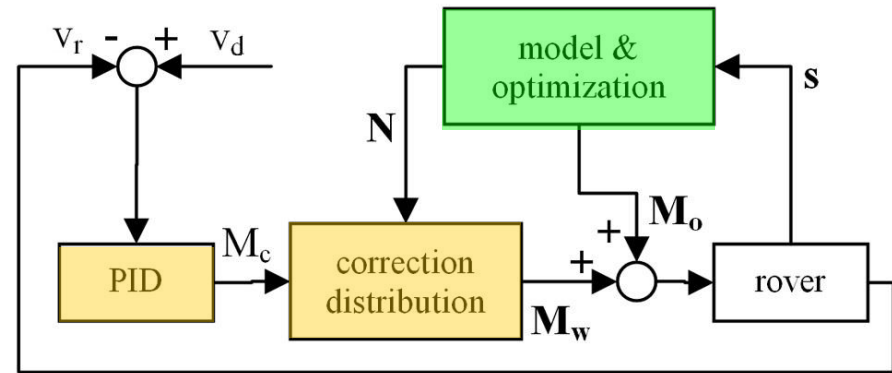 v_r - + v_d
model &
optimization
s
N
M_o
+
PID
M_c
correction
distribution
+
M_w
rover